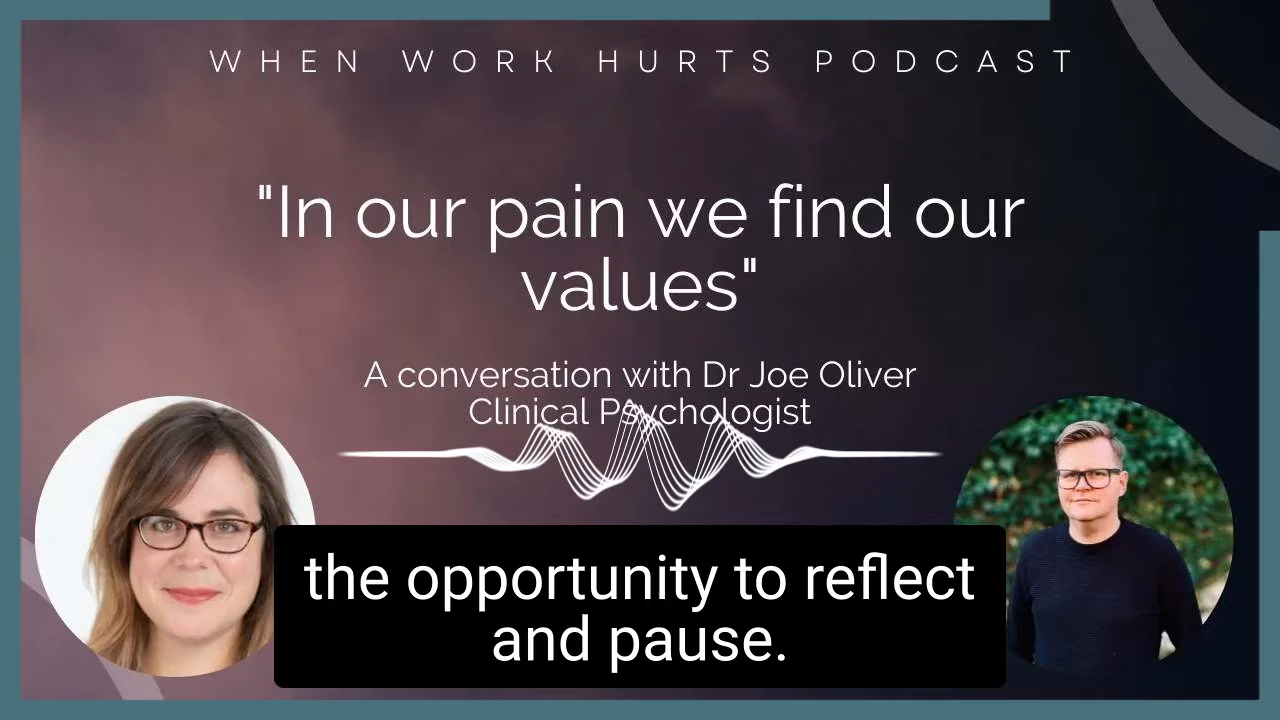 WHEN WORK HURTS PODCAST
"In our pain we find our
values"
A conversation with Dr Joe Oliver
Clinical Psychologist
the opportunity to reflect
and pause.